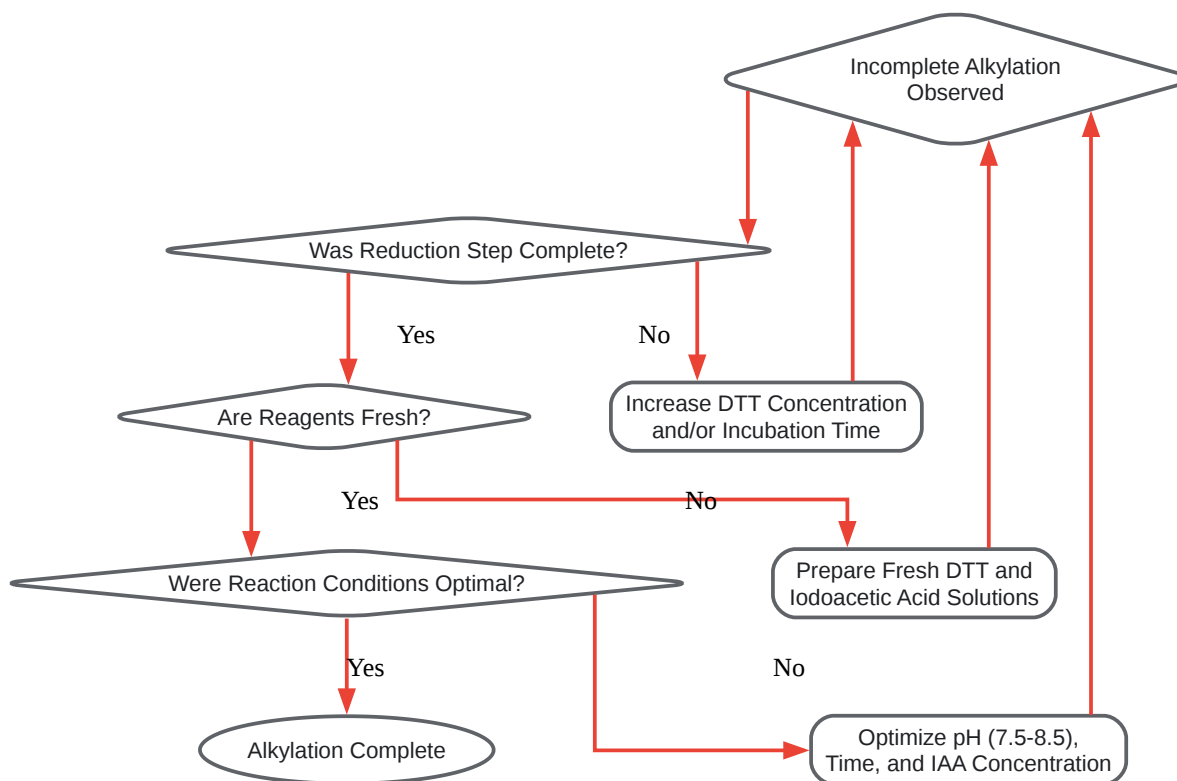 Incomplete Alkylation
Observed
Was Reduction Step Complete?
Yes
No
Increase DTT Concentration
and/or Incubation Time
Are Reagents Fresh?
Yes
No
Prepare Fresh DTT and
Iodoacetic Acid Solutions
Were Reaction Conditions Optimal?
Yes
No
Alkylation Complete
Optimize pH (7.5-8.5),
Time, and IAA Concentration